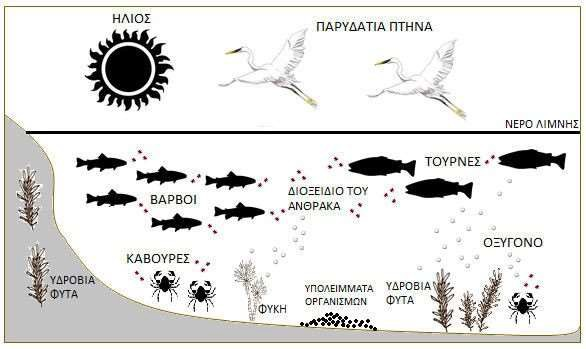 ΗΛΙΟΣ
ΠΑΡΥΔΑΤΙΑ ΠΤΗΝΑ
ΝΕΡΟ ΛΙΜΝΗΣ
ΤΟΥΡΝΕΣ
ΒΑΡΒΟΙ
ΔΙΟΞΕΙΔΙΟ ΤΟΥ
ΑΝΘΡΑΚΑ
ΟΞΥΓΟΝΟ
ΚΑΒΟΥΡΕΣ
ΥΔΡΟΒΙΑ
ΦΥΤΑ
ΦΥΚΗ
ΥΠΟΛΕΙΜΜΑΤΑ
ΟΡΓΑΝΙΣΜΩΝ
ΥΔΡΟΒΙΑ
ΦΥΤΑ